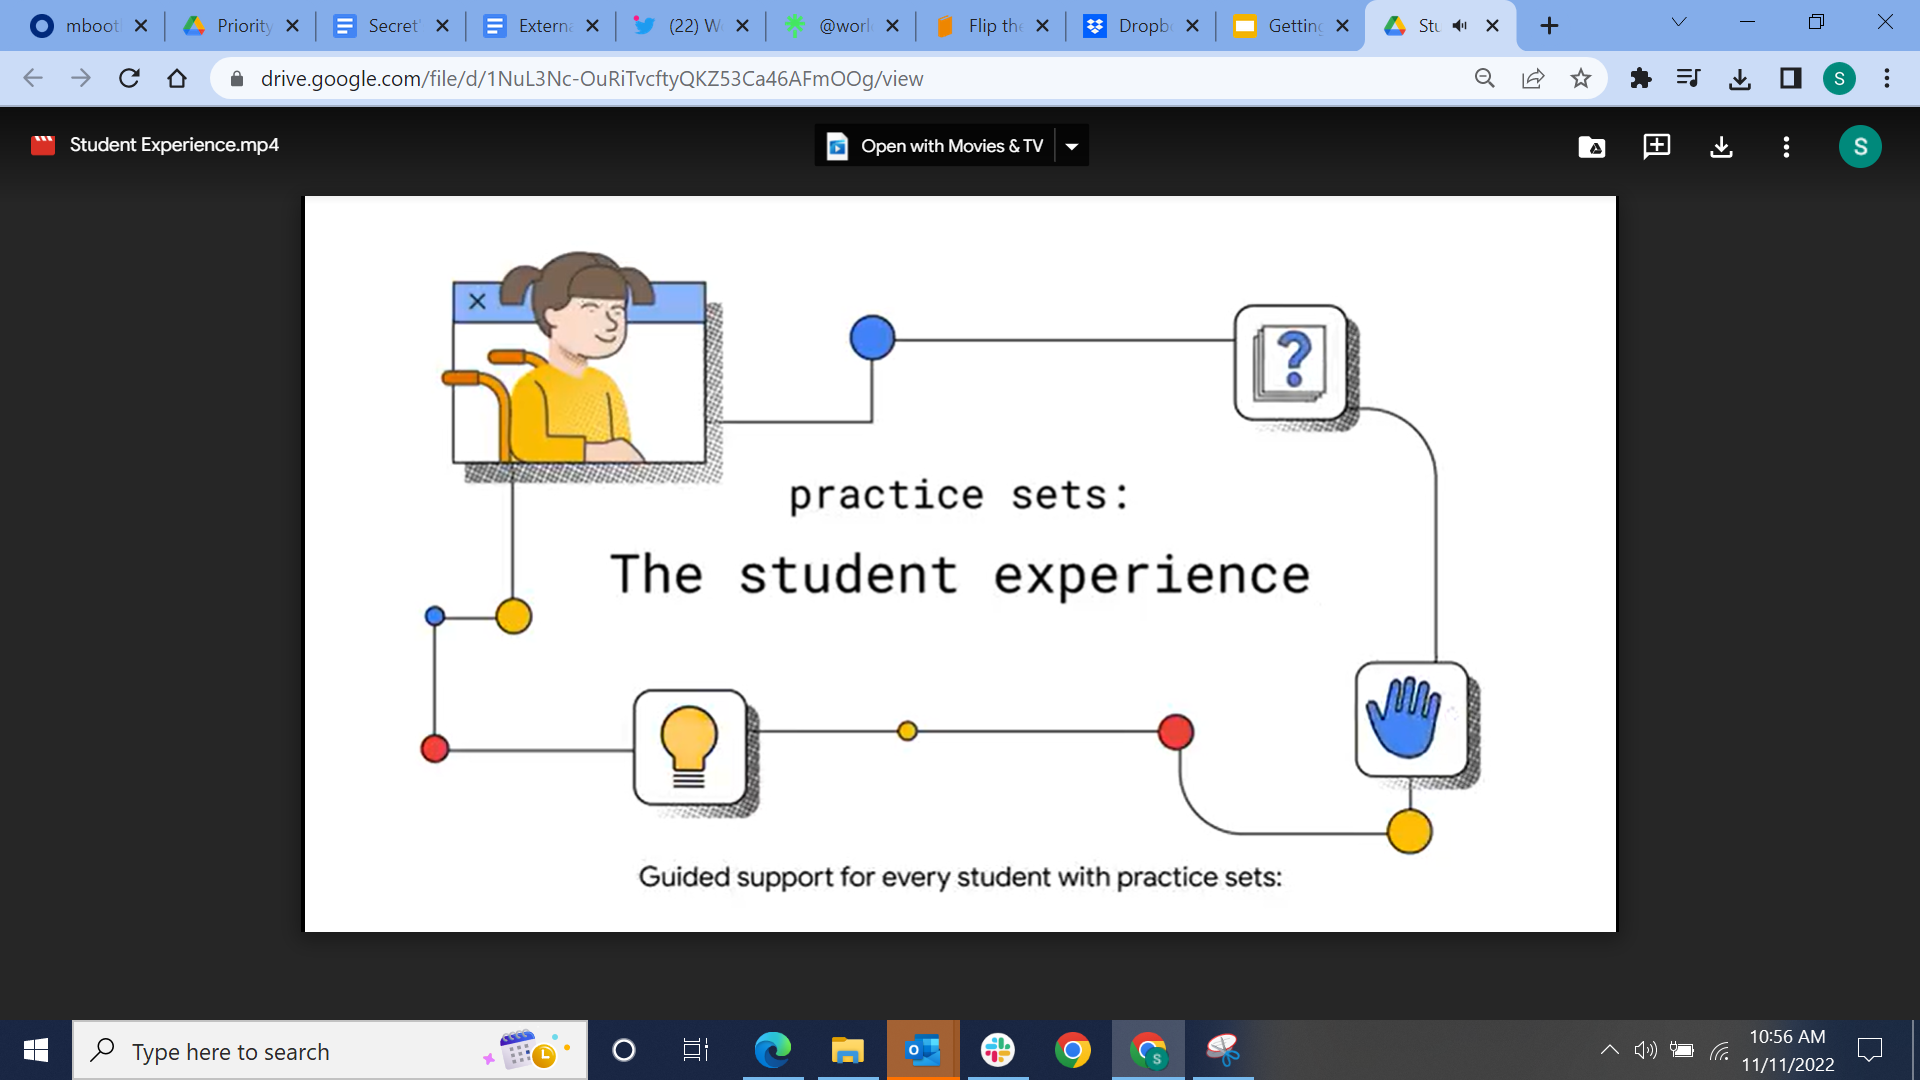 mboot
Priority
Secret'
Externa
(22) W
@worl
Flip the
Dropb
Getting
Stu
drive.google.com/file/d/1NuL3Nc-OuRiTvcftyQKZ53Ca46AFmOOg/view
S
Student Experience.mp4
Open with Movies & TV
S
?
practice sets:
The student experience
Guided support for every student with practice sets:
Type here to search
S
10:56 AM
11/11/2022